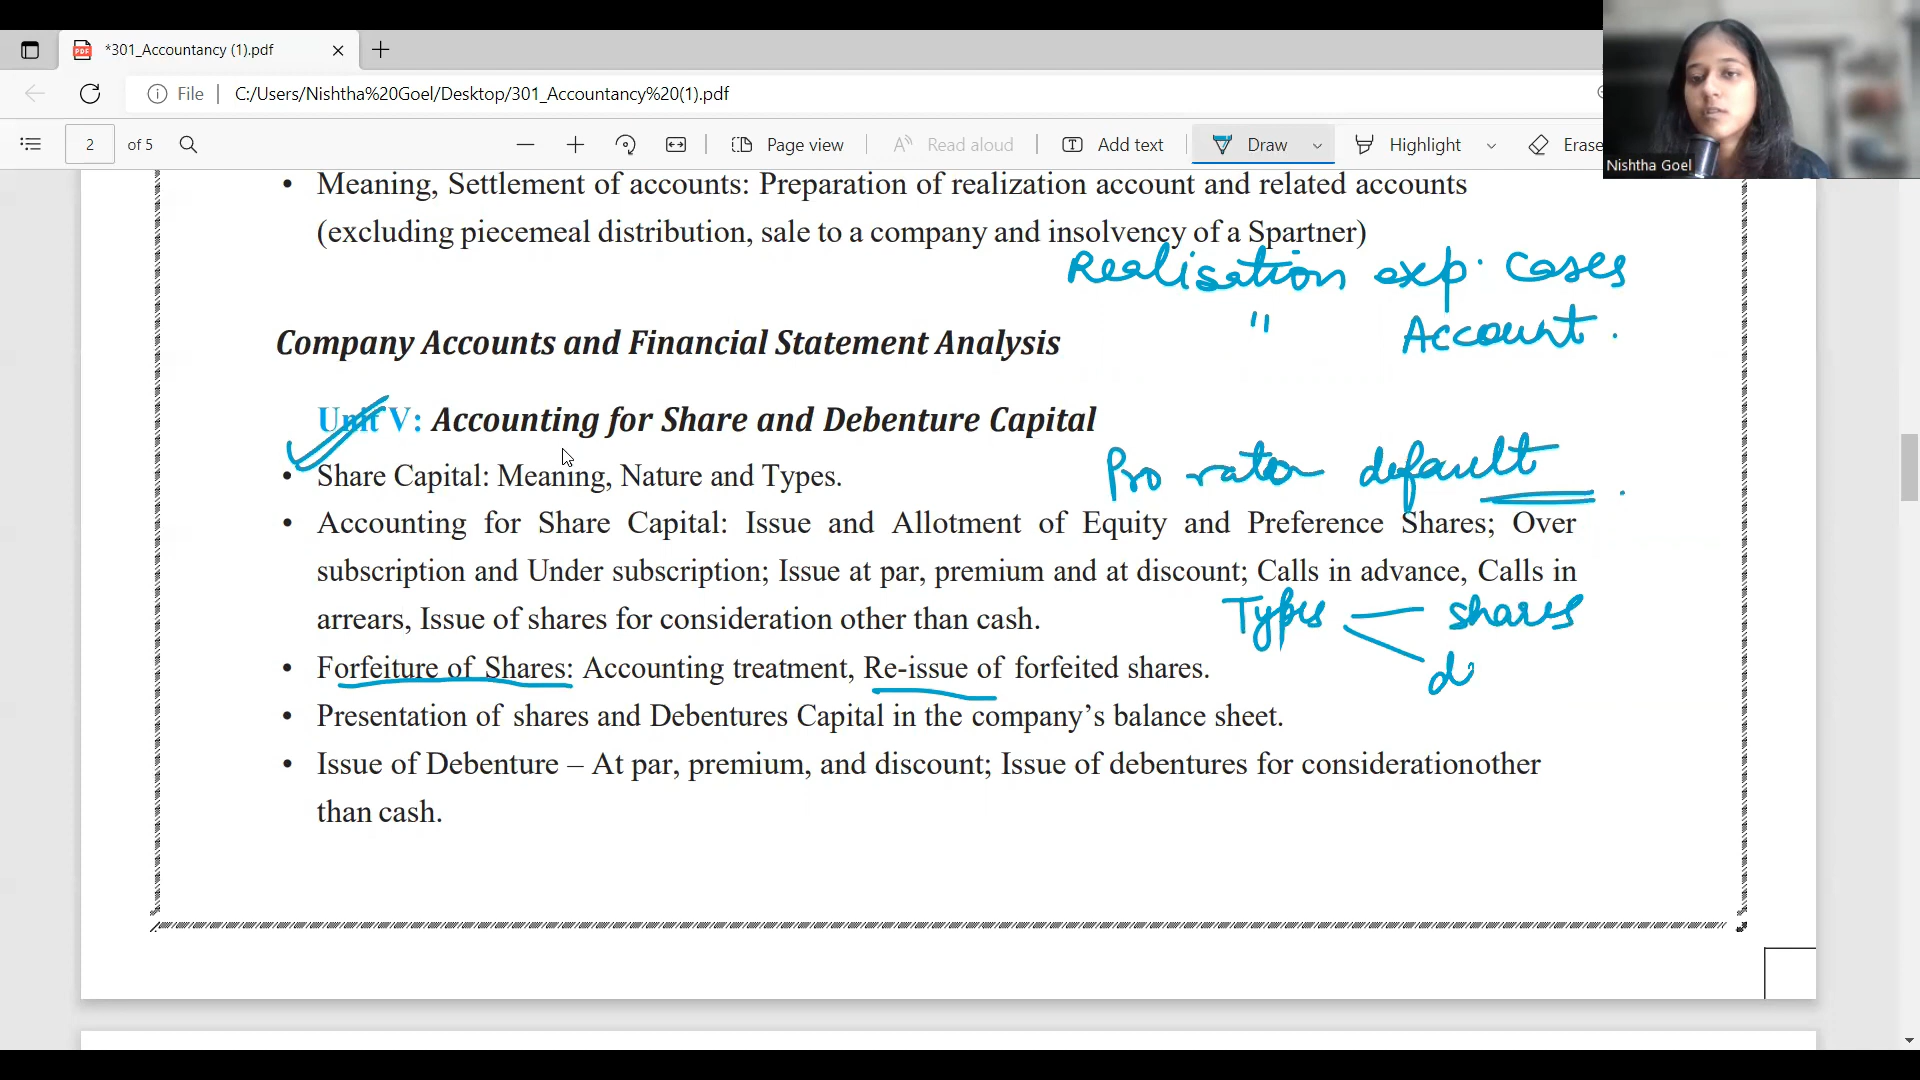 *301_Accountancy (1).pdf
File C:/Users/Nishtha%20Goel/Desktop/301_Accountancy%20(1).pdf
2 of 5 Page view Read aloud Add text Draw Highlight Erase
Nishtha Goel
• Meaning, Settlement of accounts: Preparation of realization account and related accounts
(excluding piecemeal distribution, sale to a company and insolvency of a Spartner)
Realisation exp. cases
" Account.
Company Accounts and Financial Statement Analysis
Unit V: Accounting for Share and Debenture Capital
• Share Capital: Meaning, Nature and Types.
Pro rata default.
• Accounting for Share Capital: Issue and Allotment of Equity and Preference Shares; Over
subscription and Under subscription; Issue at par, premium and at discount; Calls in advance, Calls in
arrears, Issue of shares for consideration other than cash.
Types — shares
d
• Forfeiture of Shares: Accounting treatment, Re-issue of forfeited shares.
• Presentation of shares and Debentures Capital in the company’s balance sheet.
• Issue of Debenture – At par, premium, and discount; Issue of debentures for considerationother
than cash.